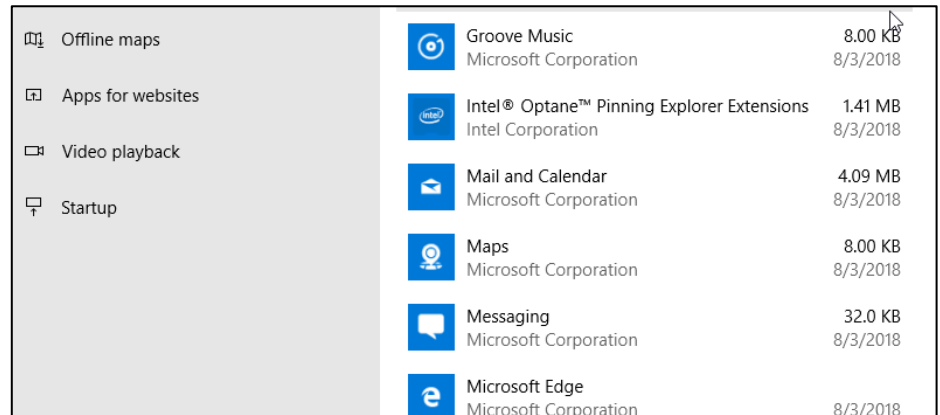 Offline maps
Apps for websites
Video playback
Startup
Groove Music 8.00 KB
Microsoft Corporation 8/3/2018
intel
Intel® Optane™ Pinning Explorer Extensions 1.41 MB
Intel Corporation 8/3/2018
Mail and Calendar 4.09 MB
Microsoft Corporation 8/3/2018
Maps 8.00 KB
Microsoft Corporation 8/3/2018
Messaging 32.0 KB
Microsoft Corporation 8/3/2018
Microsoft Edge
Microsoft Corporation 8/3/2018